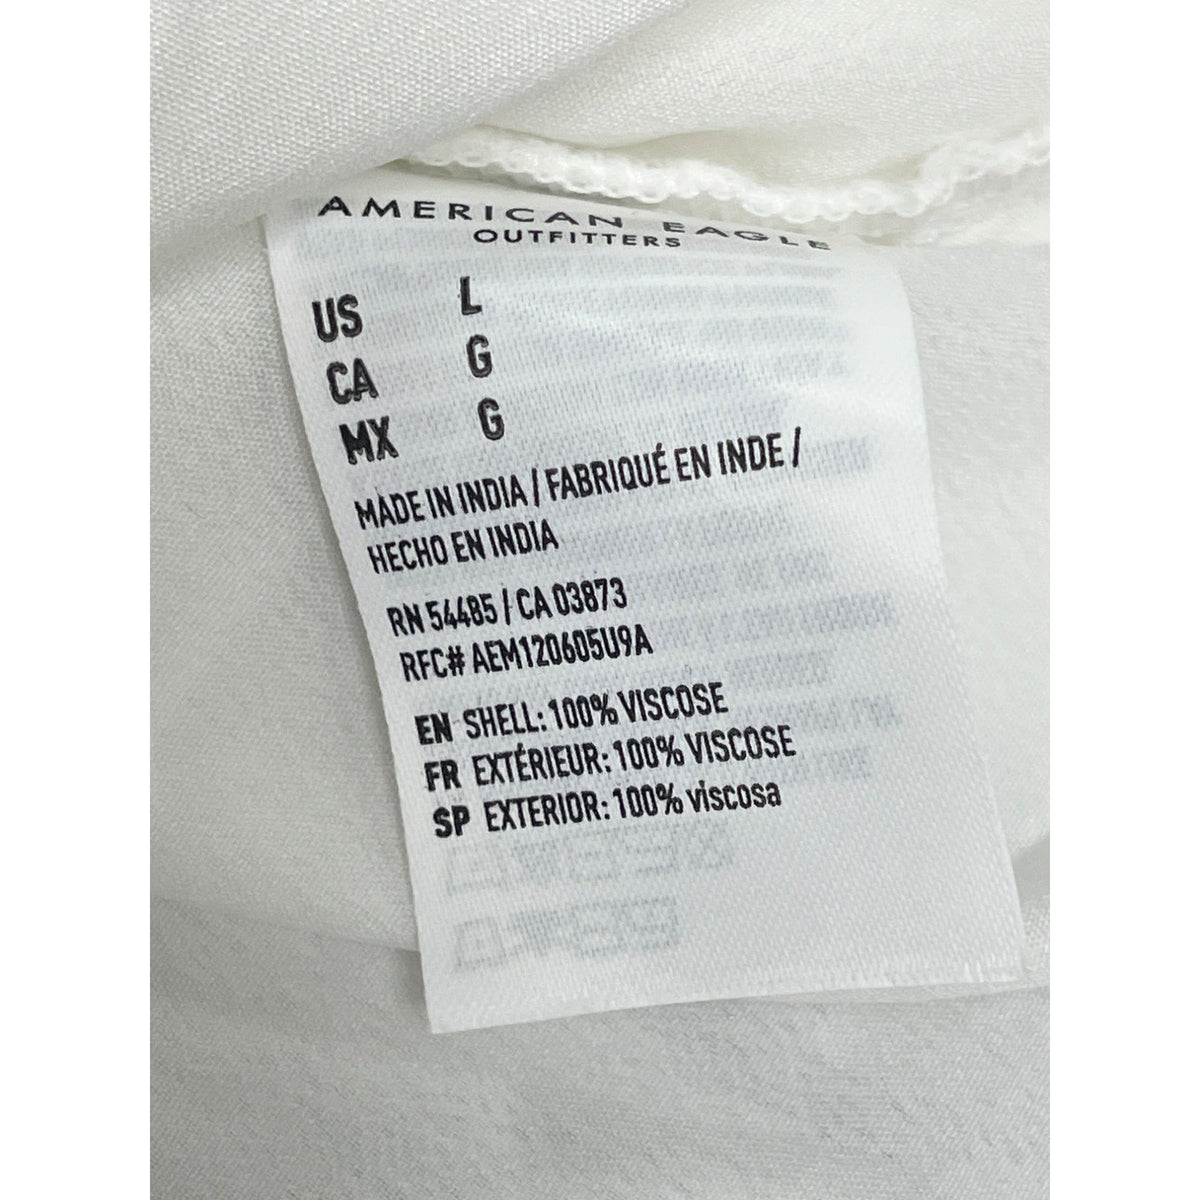 AMERICAN EAGLE
OUTFITTERS
US L
CA G
MX G
MADE IN INDIA / FABRIQUÉ EN INDE /
HECHO EN INDIA
RN 54485 / CA 03873
RFC# AEM120605U9A
EN SHELL: 100% VISCOSE
FR EXTÉRIEUR: 100% VISCOSE
SP EXTERIOR: 100% viscosa